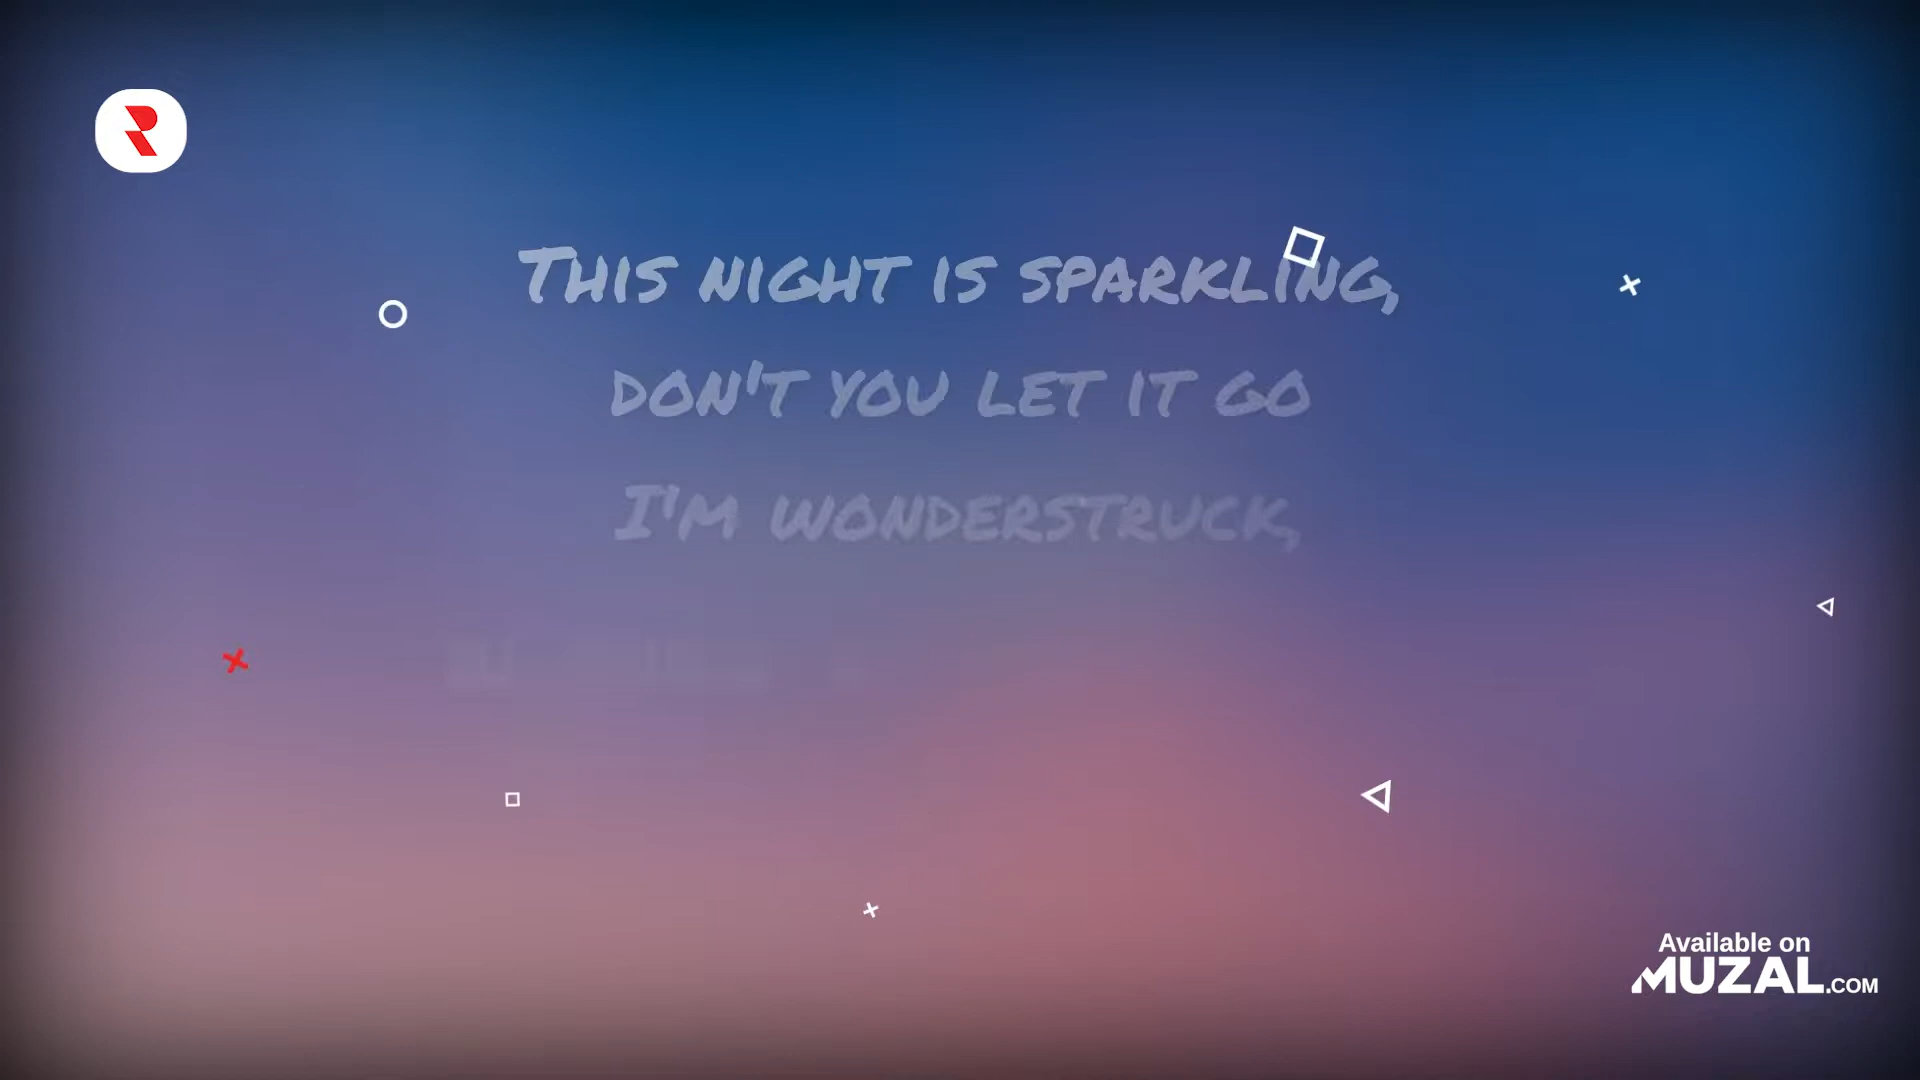 This night is sparkling,
don't you let it go
I'm wonderstruck,
Available on
MUZAL.COM